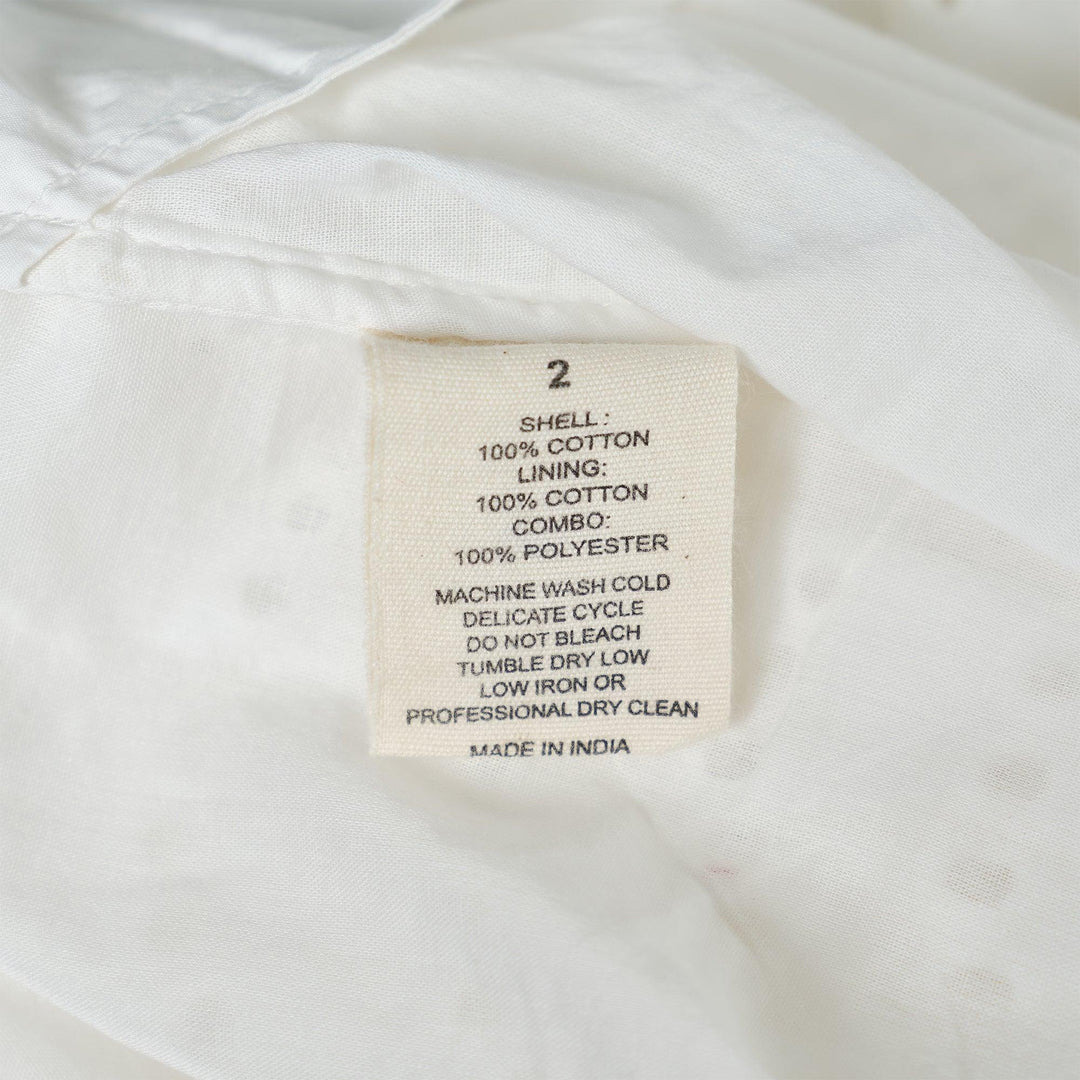 2
SHELL :
100% COTTON
LINING:
100% COTTON
COMBO:
100% POLYESTER
MACHINE WASH COLD
DELICATE CYCLE
DO NOT BLEACH
TUMBLE DRY LOW
LOW IRON OR
PROFESSIONAL DRY CLEAN
MADE IN INDIA